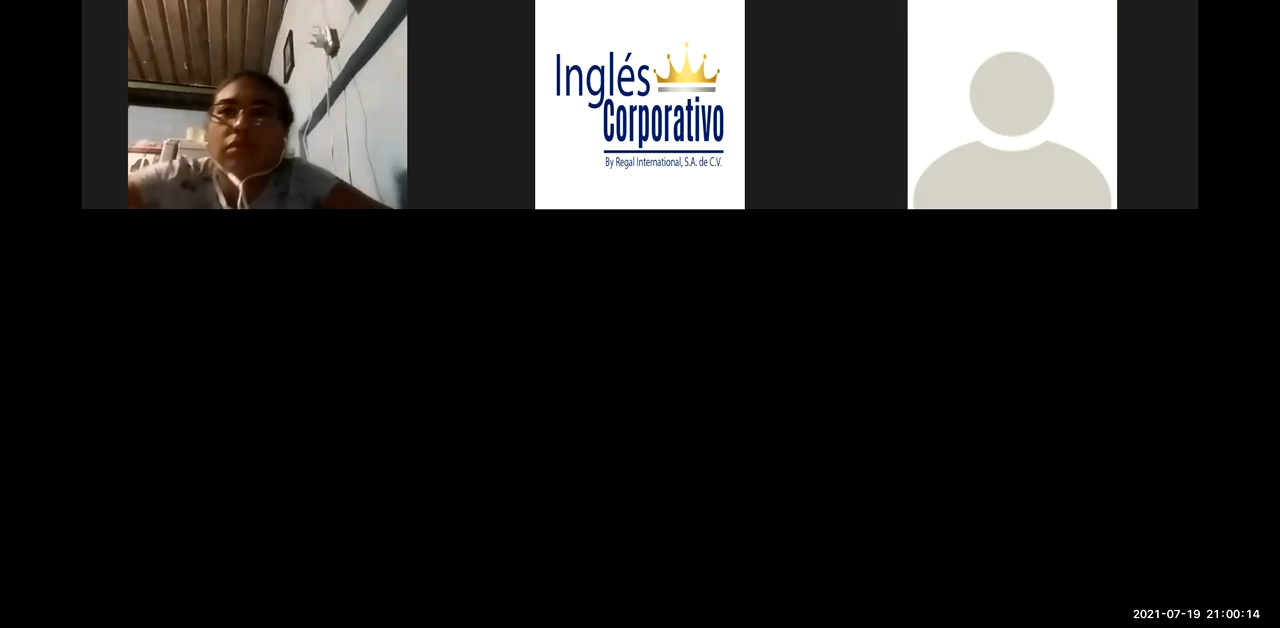 Inglés
Corporativo
By Regal International, S.A. de C.V.
2021-07-19 21:00:14